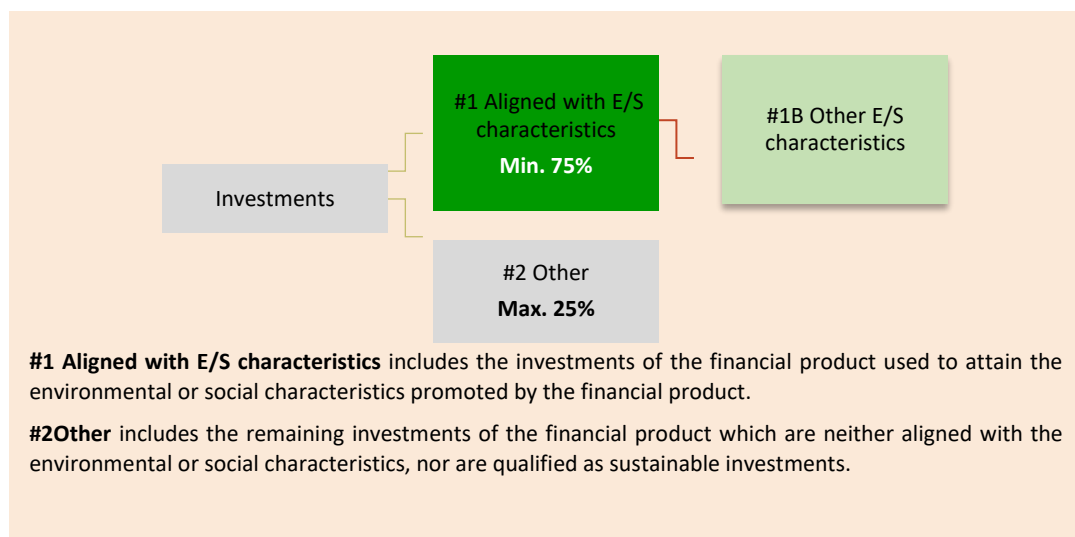 #1 Aligned with E/S
characteristics
Min. 75%
#1B Other E/S
characteristics
Investments
#2 Other
Max. 25%
#1 Aligned with E/S characteristics includes the investments of the financial product used to attain the
environmental or social characteristics promoted by the financial product.
#2Other includes the remaining investments of the financial product which are neither aligned with the
environmental or social characteristics, nor are qualified as sustainable investments.